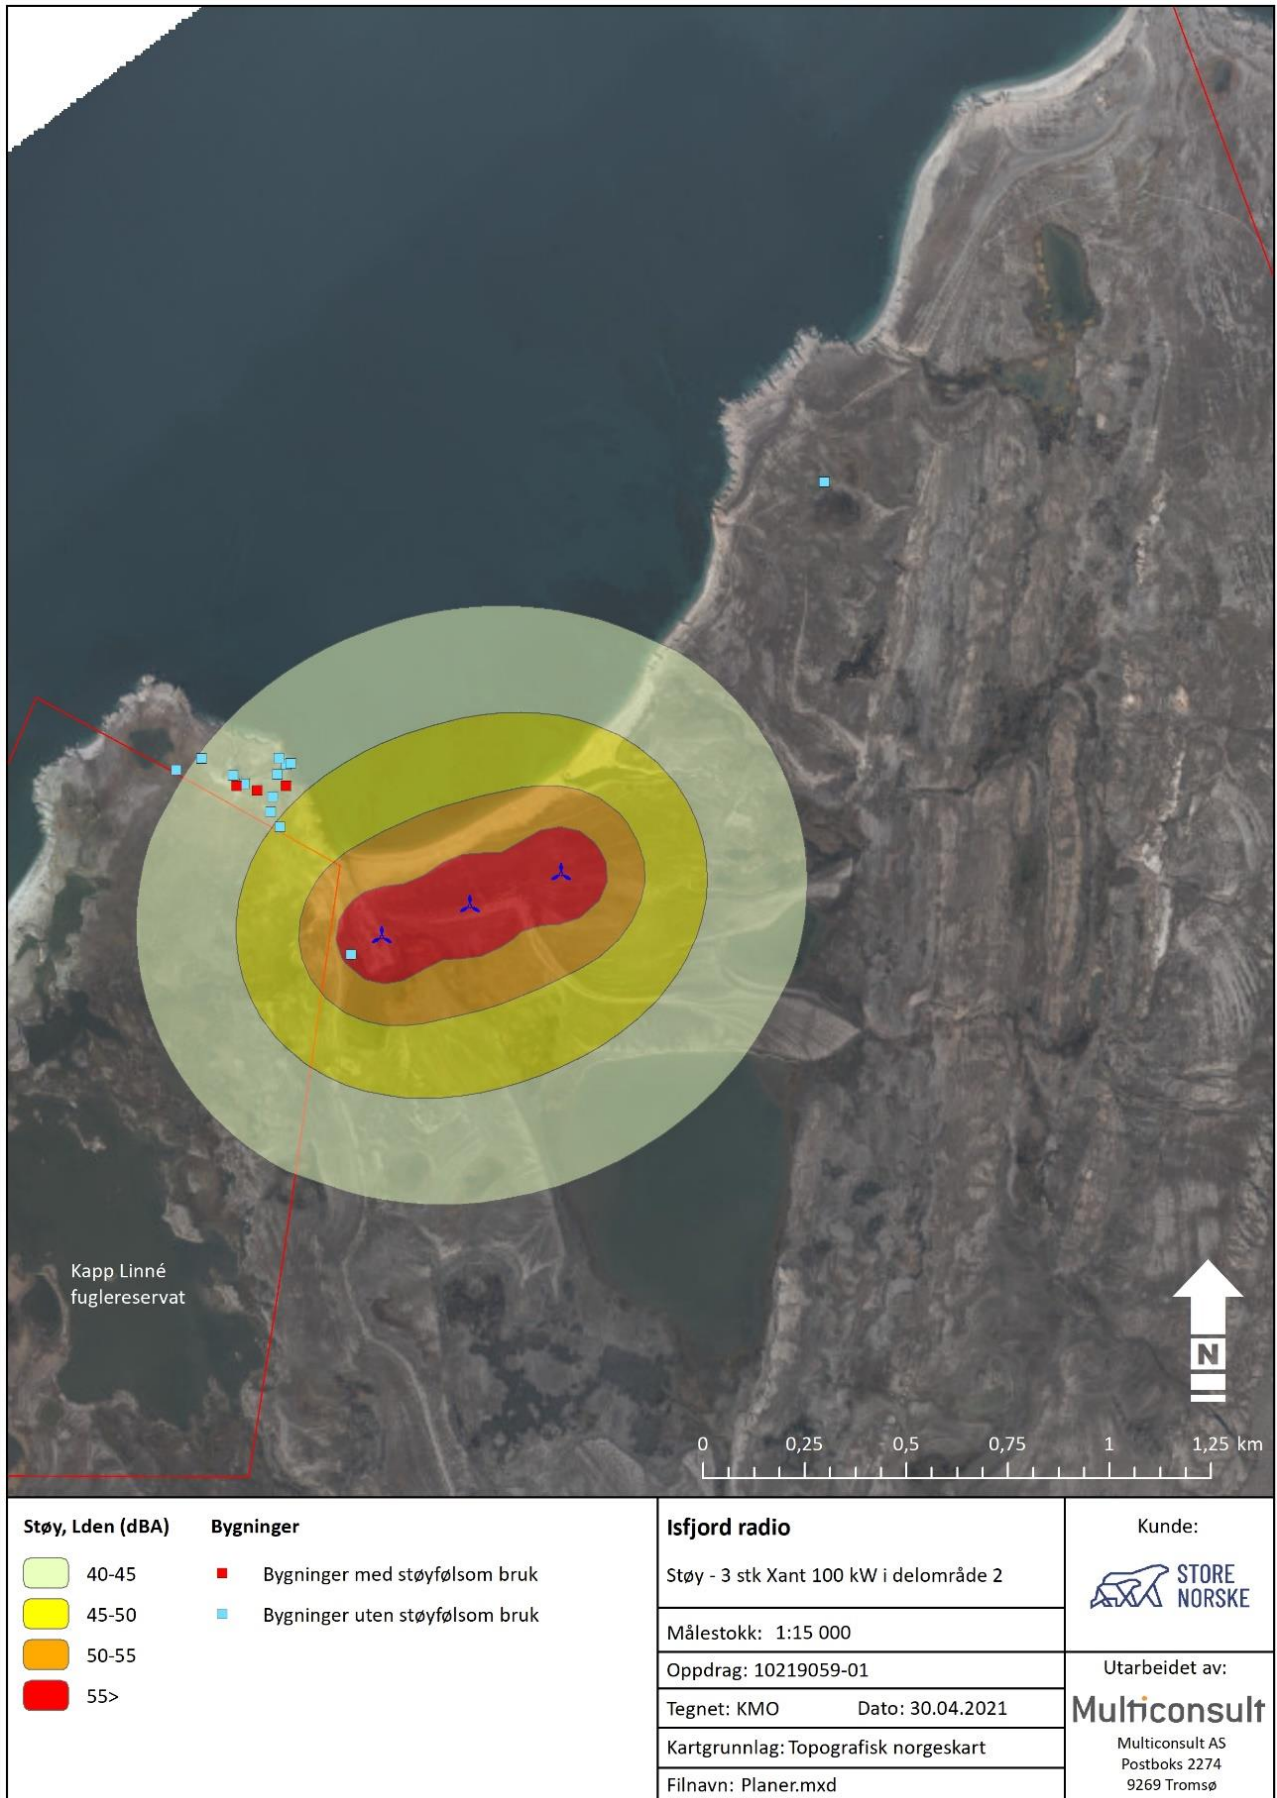 Kapp Linné
fuglereservat
N
0 0,25 0,5 0,75 1 1,25 km
Støy, Lden (dBA)
40-45
45-50
50-55
55>
Bygninger
Bygninger med støyfølsom bruk
Bygninger uten støyfølsom bruk
Isfjord radio
Støy - 3 stk Xant 100 kW i delområde 2
Målestokk: 1:15 000
Oppdrag: 10219059-01
Tegnet: KMO Dato: 30.04.2021
Kartgrunnlag: Topografisk norgeskart
Filnavn: Planer.mxd
Kunde:
STORE
NORSKE
Utarbeidet av:
Multiconsult
Multiconsult AS
Postboks 2274
9269 Tromsø